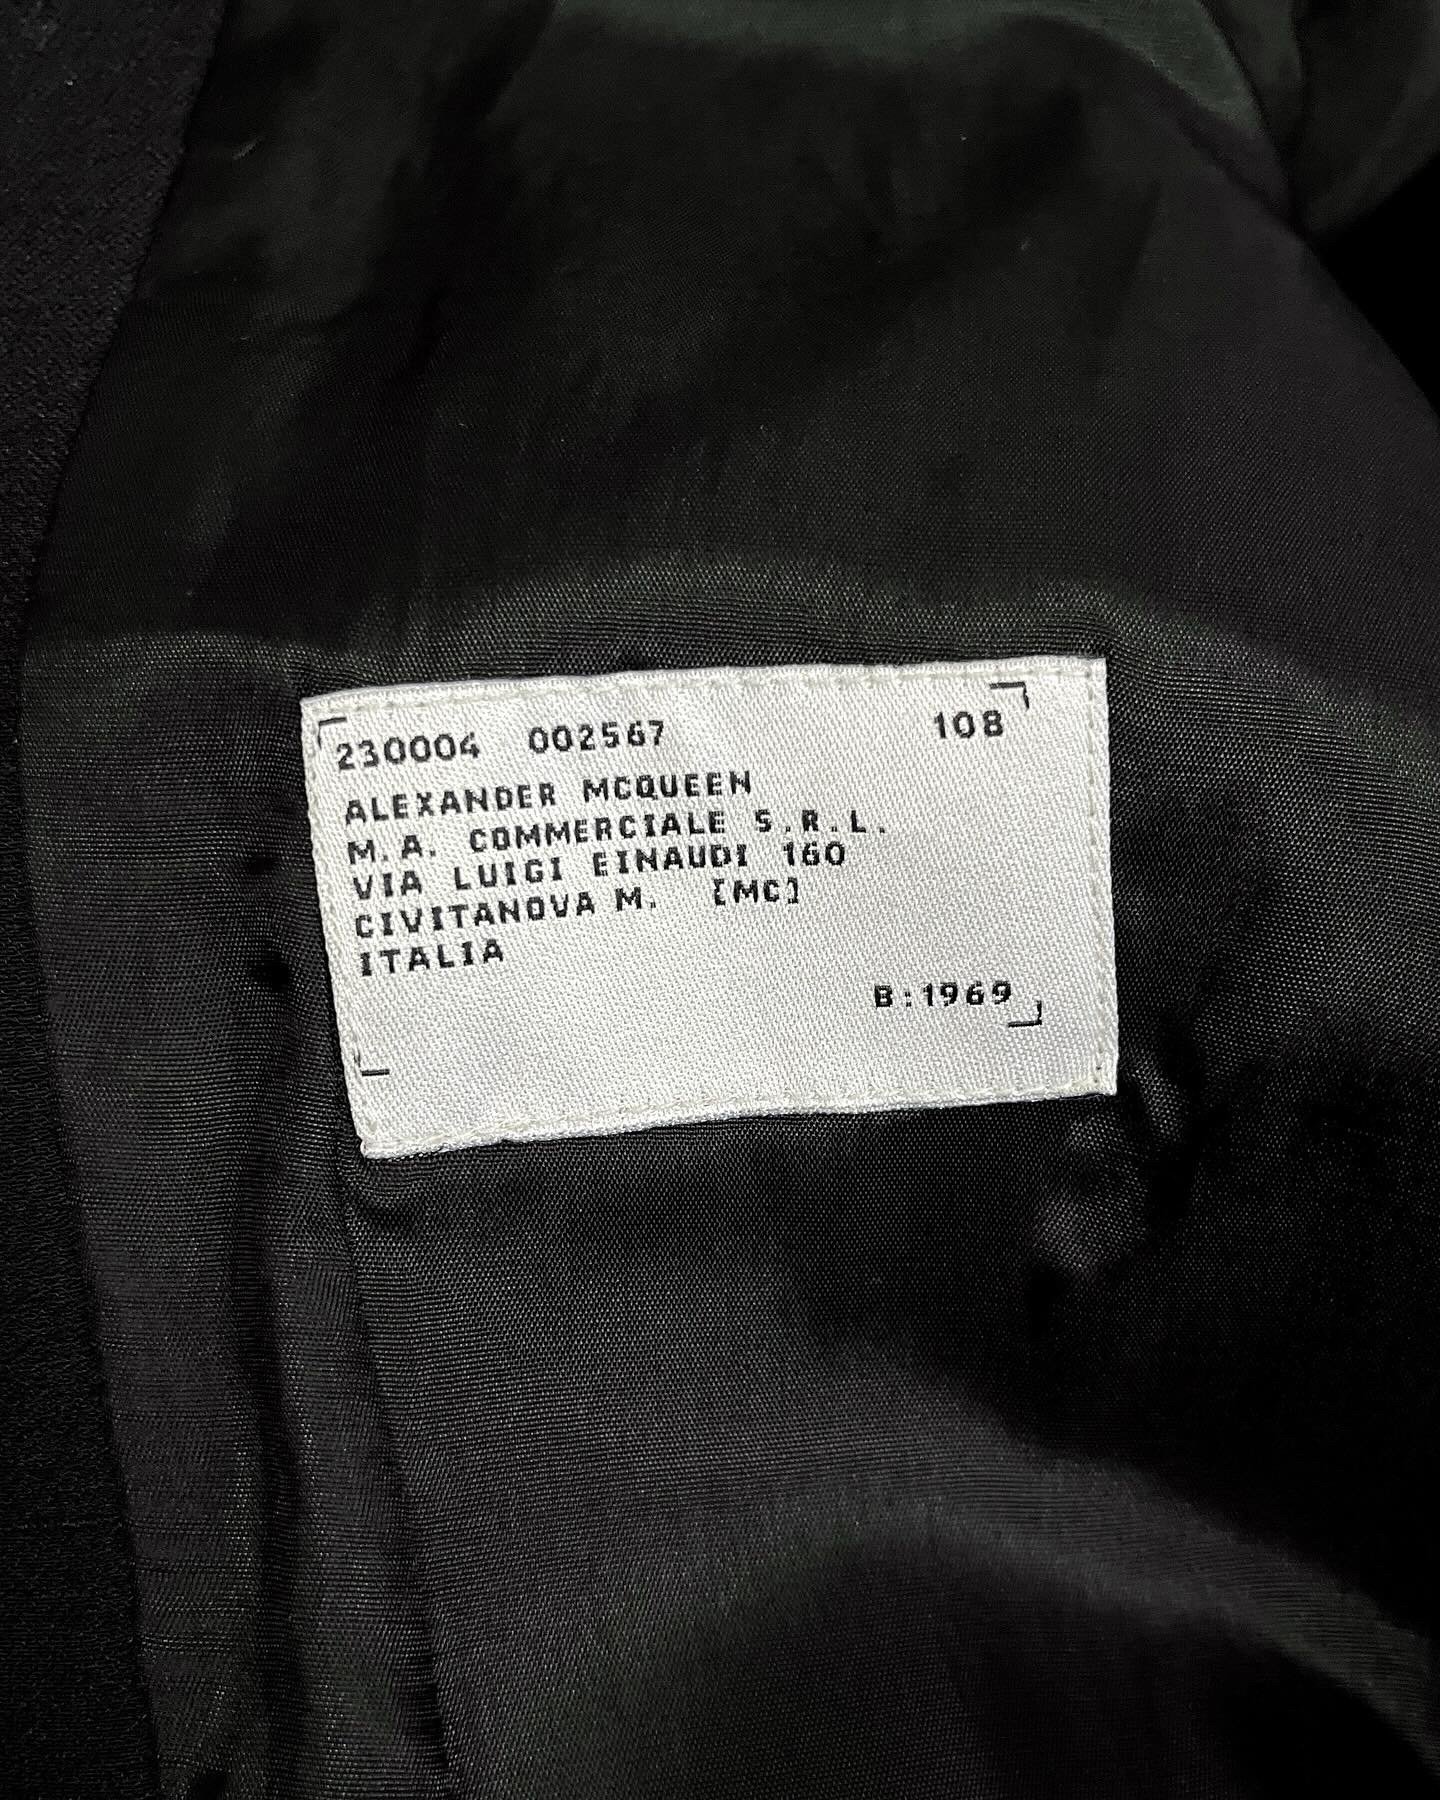 230004 002567 108
ALEXANDER MCQUEEN
M.A. COMMERCIALE S.R.L.
VIA LUIGI EINAUDI 160
CIVITANOVA M. [MC]
ITALIA
B:1969